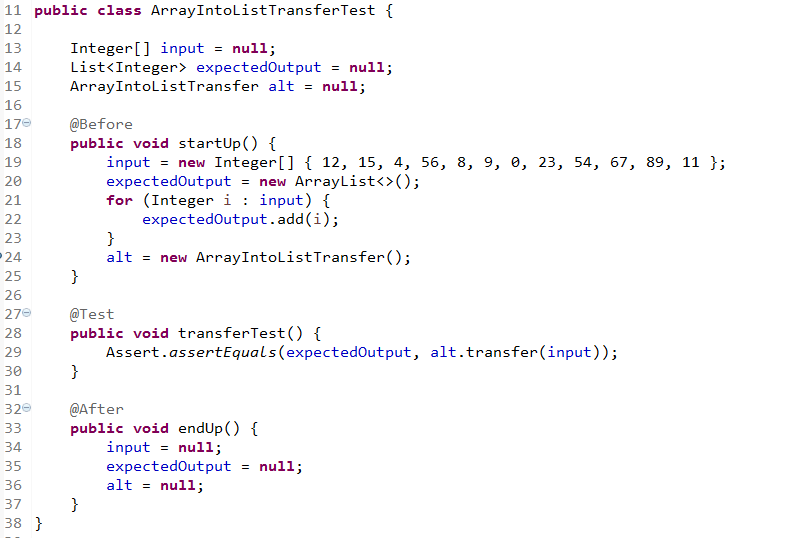 11 public class ArrayIntoListTransferTest {
12
13     Integer[] input = null;
14     List<Integer> expectedOutput = null;
15     ArrayIntoListTransfer alt = null;
16
17     @Before
18     public void startUp() {
19         input = new Integer[] { 12, 15, 4, 56, 8, 9, 0, 23, 54, 67, 89, 11 };
20         expectedOutput = new ArrayList<>();
21         for (Integer i : input) {
22             expectedOutput.add(i);
23         }
24         alt = new ArrayIntoListTransfer();
25     }
26
27     @Test
28     public void transferTest() {
29         Assert.assertEquals(expectedOutput, alt.transfer(input));
30     }
31
32     @After
33     public void endUp() {
34         input = null;
35         expectedOutput = null;
36         alt = null;
37     }
38 }